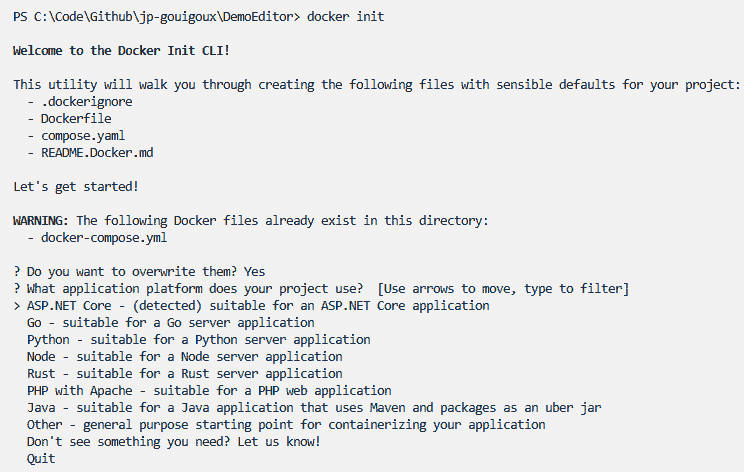 PS C:\Code\Github\jp-gouigoux\DemoEditor> docker init
Welcome to the Docker Init CLI!
This utility will walk you through creating the following files with sensible defaults for your project:
- .dockerignore
- Dockerfile
- compose.yaml
- README.Docker.md
Let's get started!
WARNING: The following Docker files already exist in this directory:
- docker-compose.yml
? Do you want to overwrite them? Yes
? What application platform does your project use?  [Use arrows to move, type to filter]
> ASP.NET Core - (detected) suitable for an ASP.NET Core application
Go - suitable for a Go server application
Python - suitable for a Python server application
Node - suitable for a Node server application
Rust - suitable for a Rust server application
PHP with Apache - suitable for a PHP web application
Java - suitable for a Java application that uses Maven and packages as an uber jar
Other - general purpose starting point for containerizing your application
Don't see something you need? Let us know!
Quit